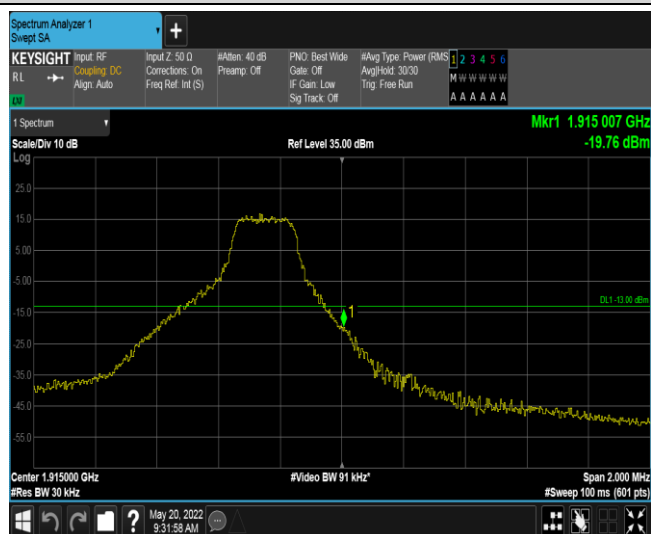 Spectrum Analyzer 1
Swept SA
+
KEYSIGHT
RL
LXI
Input: RF
Coupling: DC
Align: Auto
Input Z: 50 Ω
Corrections: On
Freq Ref: Int (S)
#Atten: 40 dB
Preamp: Off
PNO: Best Wide
Gate: Off
IF Gain: Low
Sig Track: Off
#Avg Type: Power (RMS
Avg|Hold: 30/30
Trig: Free Run
1 2 3 4 5 6
M W W W W W
A A A A A A
1 Spectrum
Mkr1 1.915 007 GHz
Scale/Div 10 dB
Ref Level 35.00 dBm
-19.76 dBm
Log
25.0
15.0
5.00
-5.00
DL1 -13.00 dBm
-15.0
1
-25.0
-35.0
-45.0
-55.0
Center 1.915000 GHz
#Video BW 91 kHz*
Span 2.000 MHz
#Res BW 30 kHz
#Sweep 100 ms (601 pts)
?
May 20, 2022
9:31:58 AM